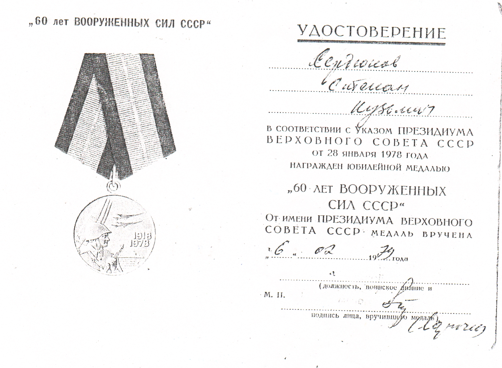 „60 лет ВООРУЖЕННЫХ СИЛ СССР"
1918
1978
УДОСТОВЕРЕНИЕ
Сердюков
Степан
Кузьмич
В СООТВЕТСТВИИ С УКАЗОМ ПРЕЗИДИУМА
ВЕРХОВНОГО СОВЕТА СССР
ОТ 28 ЯНВАРЯ 1978 ГОДА
НАГРАЖДЕН ЮБИЛЕЙНОЙ МЕДАЛЬЮ
„60 ЛЕТ ВООРУЖЕННЫХ
СИЛ СССР"
От имени ПРЕЗИДИУМА ВЕРХОВНОГО
СОВЕТА СССР МЕДАЛЬ ВРУЧЕНА
6. 02 1979 года
(должность, воинское звание и
М. П.
подпись лица, вручившего медаль)